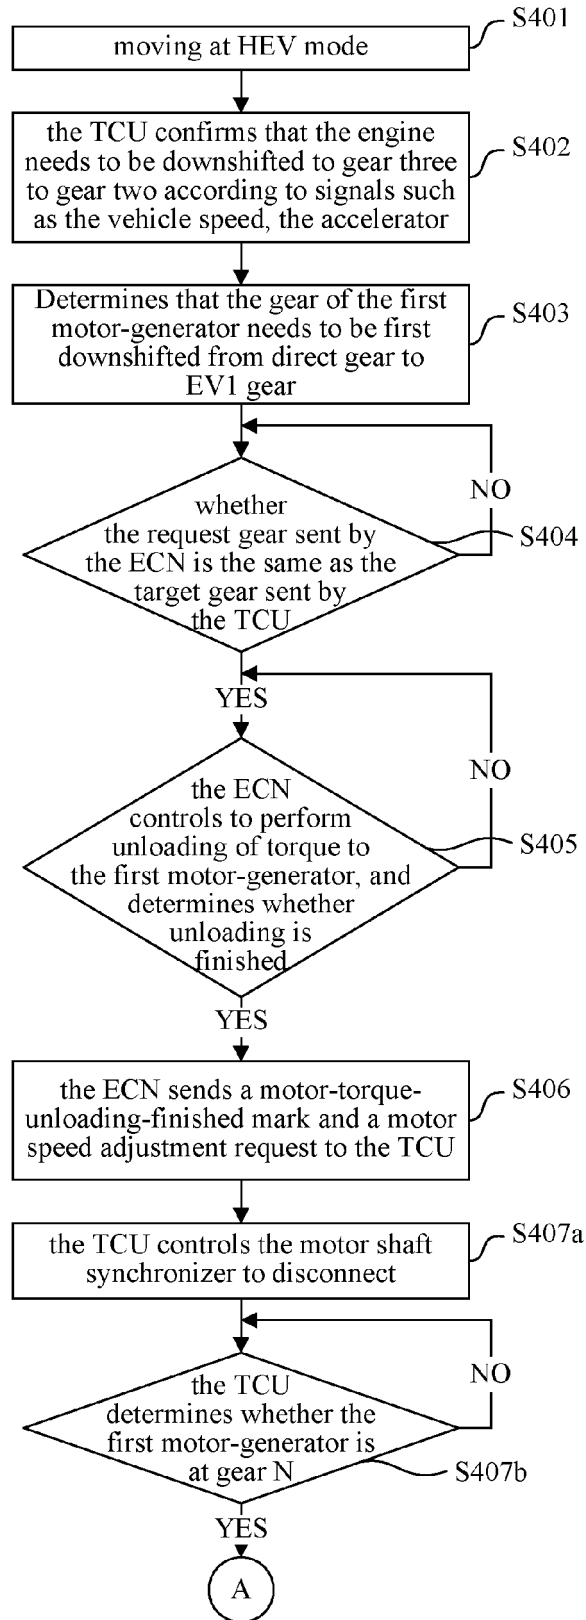 S401
moving at HEV mode
S402
the TCU confirms that the engine
needs to be downshifted to gear three
to gear two according to signals such
as the vehicle speed, the accelerator
S403
Determines that the gear of the first
motor-generator needs to be first
downshifted from direct gear to
EV1 gear
NO
S404
whether
the request gear sent by
the ECN is the same as the
target gear sent by
the TCU
YES
NO
S405
the ECN
controls to perform
unloading of torque to
the first motor-generator, and
determines whether
unloading is
finished
YES
S406
the ECN sends a motor-torque-
unloading-finished mark and a motor
speed adjustment request to the TCU
S407a
the TCU controls the motor shaft
synchronizer to disconnect
NO
the TCU
determines whether the
first motor-generator is
at gear N
S407b
YES
A